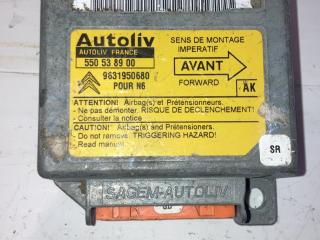 Autoliv
AUTOLIV FRANCE
550 53 89 00
9631950680
POUR N6
SENS DE MONTAGE
IMPERATIF
AVANT
FORWARD
AK
ATTENTION! Airbag(s) et Prétensionneurs.
- Ne pas démonter. RISQUE DE DECLENCHEMENT!
- Consulter la notice
CAUTION! Airbag(s) and Pretensioners.
- Do not remove. TRIGGERING HAZARD!
- Read manual
SR
SAGEM-AUTOLIV